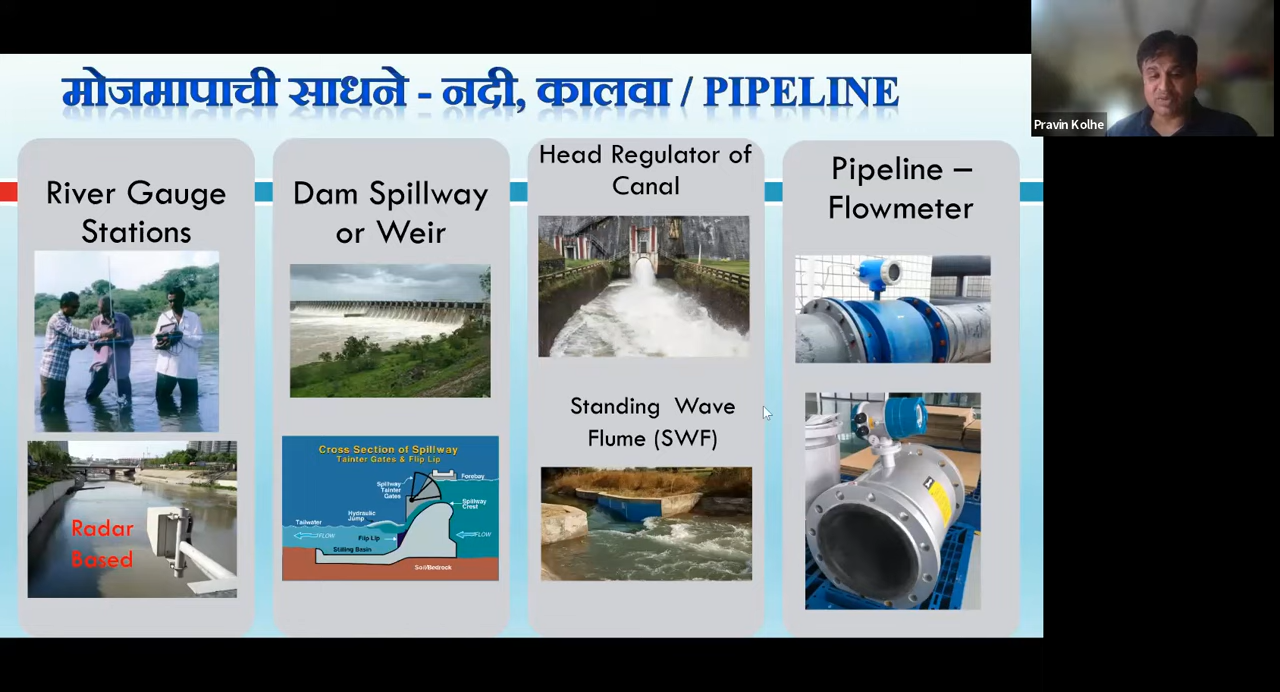 मोजमापाची साधने - नदी, कालवा / PIPELINE
Pravin Kolhe
River Gauge
Stations
Radar
Based
Dam Spillway
or Weir
Cross Section of Spillway
Tainter Gates & Flip Lip
Spillway
Tainter
Gates
Forebay
Spillway
Crest
Hydraulic
Jump
Tailwater
FLOW
Flip Lip
FLOW
Stilling Basin
Soil/Bedrock
Head Regulator of
Canal
Standing Wave
Flume (SWF)
Pipeline –
Flowmeter